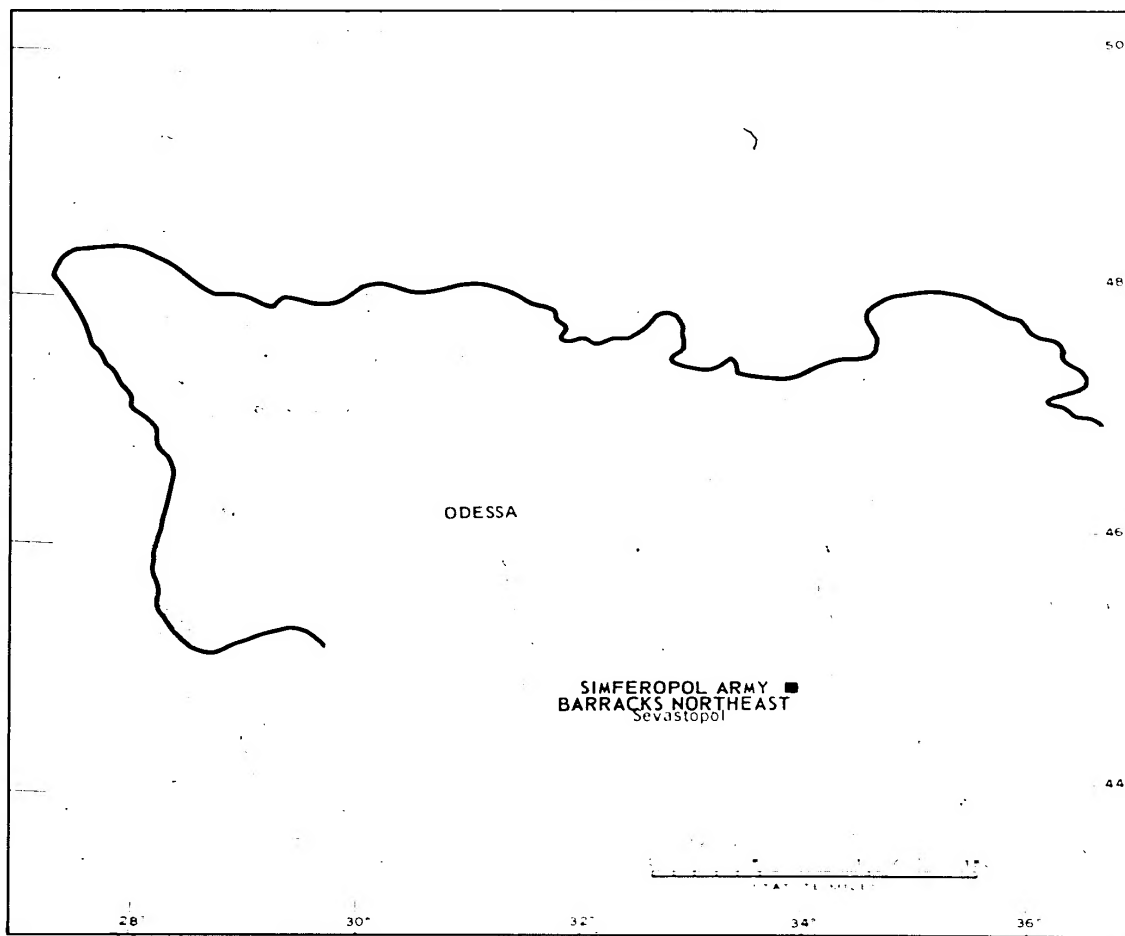 50
48
ODESSA
46
SIMFEROPOL ARMY
BARRACKS NORTHEAST
Sevastopol
44
28° 30° 32° 34° 36°